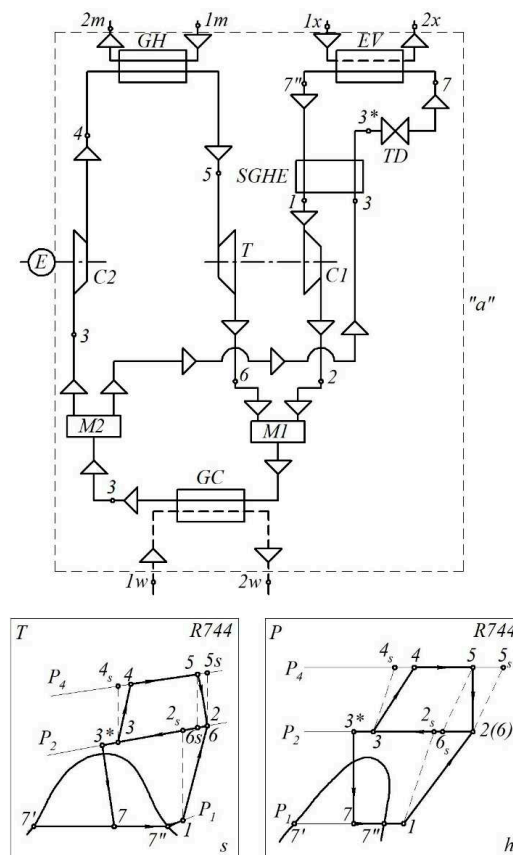 2m GH 1m 1x EV 2x
7" 7
3*
4 TD
5 SGHE
1 3
T
E C2 C1 "a"
3
6 2
M2 M1
3 GC
1w 2w
T R744
4s 5 5s
P4 4
2s 2
P2 3* 3 6s 6
P1
7' 7 7" 1
s
P R744
4s 4 5 5s
P4
3* 2s
P2 3 6s 2(6)
P1 7 1
7' 7"
h